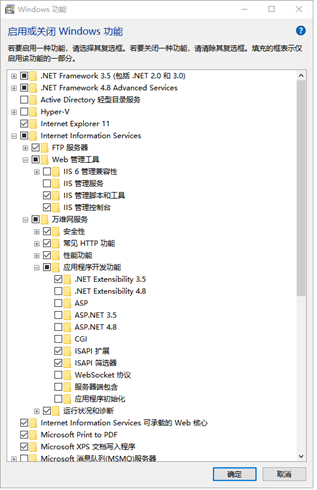 Windows 功能
启用或关闭 Windows 功能
若要启用一种功能，请选择其复选框。若要关闭一种功能，请清除其复选框。填充的框表示仅
启用该功能的一部分。
.NET Framework 3.5 (包括 .NET 2.0 和 3.0)
.NET Framework 4.8 Advanced Services
Active Directory 轻型目录服务
Hyper-V
Internet Explorer 11
Internet Information Services
FTP 服务器
Web 管理工具
IIS 6 管理兼容性
IIS 管理服务
IIS 管理脚本和工具
IIS 管理控制台
万维网服务
安全性
常见 HTTP 功能
性能功能
应用程序开发功能
.NET Extensibility 3.5
.NET Extensibility 4.8
ASP
ASP.NET 3.5
ASP.NET 4.8
CGI
ISAPI 扩展
ISAPI 筛选器
WebSocket 协议
服务器端包含
应用程序初始化
运行状况和诊断
Internet Information Services 可承载的 Web 核心
Microsoft Print to PDF
Microsoft XPS 文档写入程序
Microsoft 消息队列(MSMQ)服务器
确定
取消